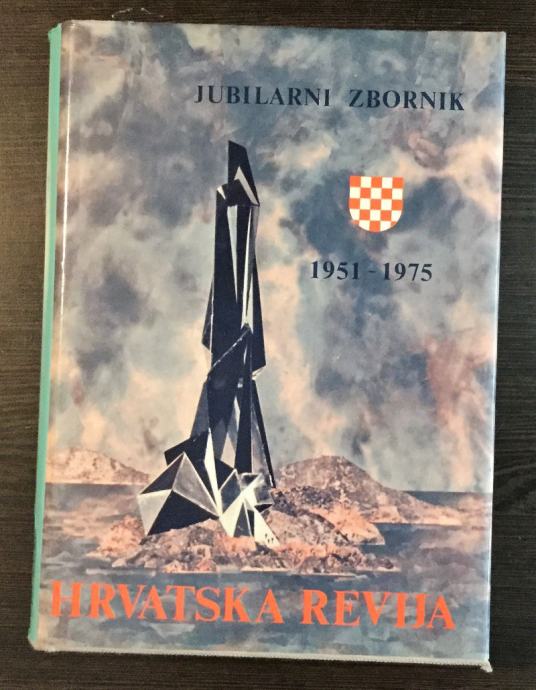 JUBILARNI ZBORNIK
1951-1975
HRVATSKA REVIJA